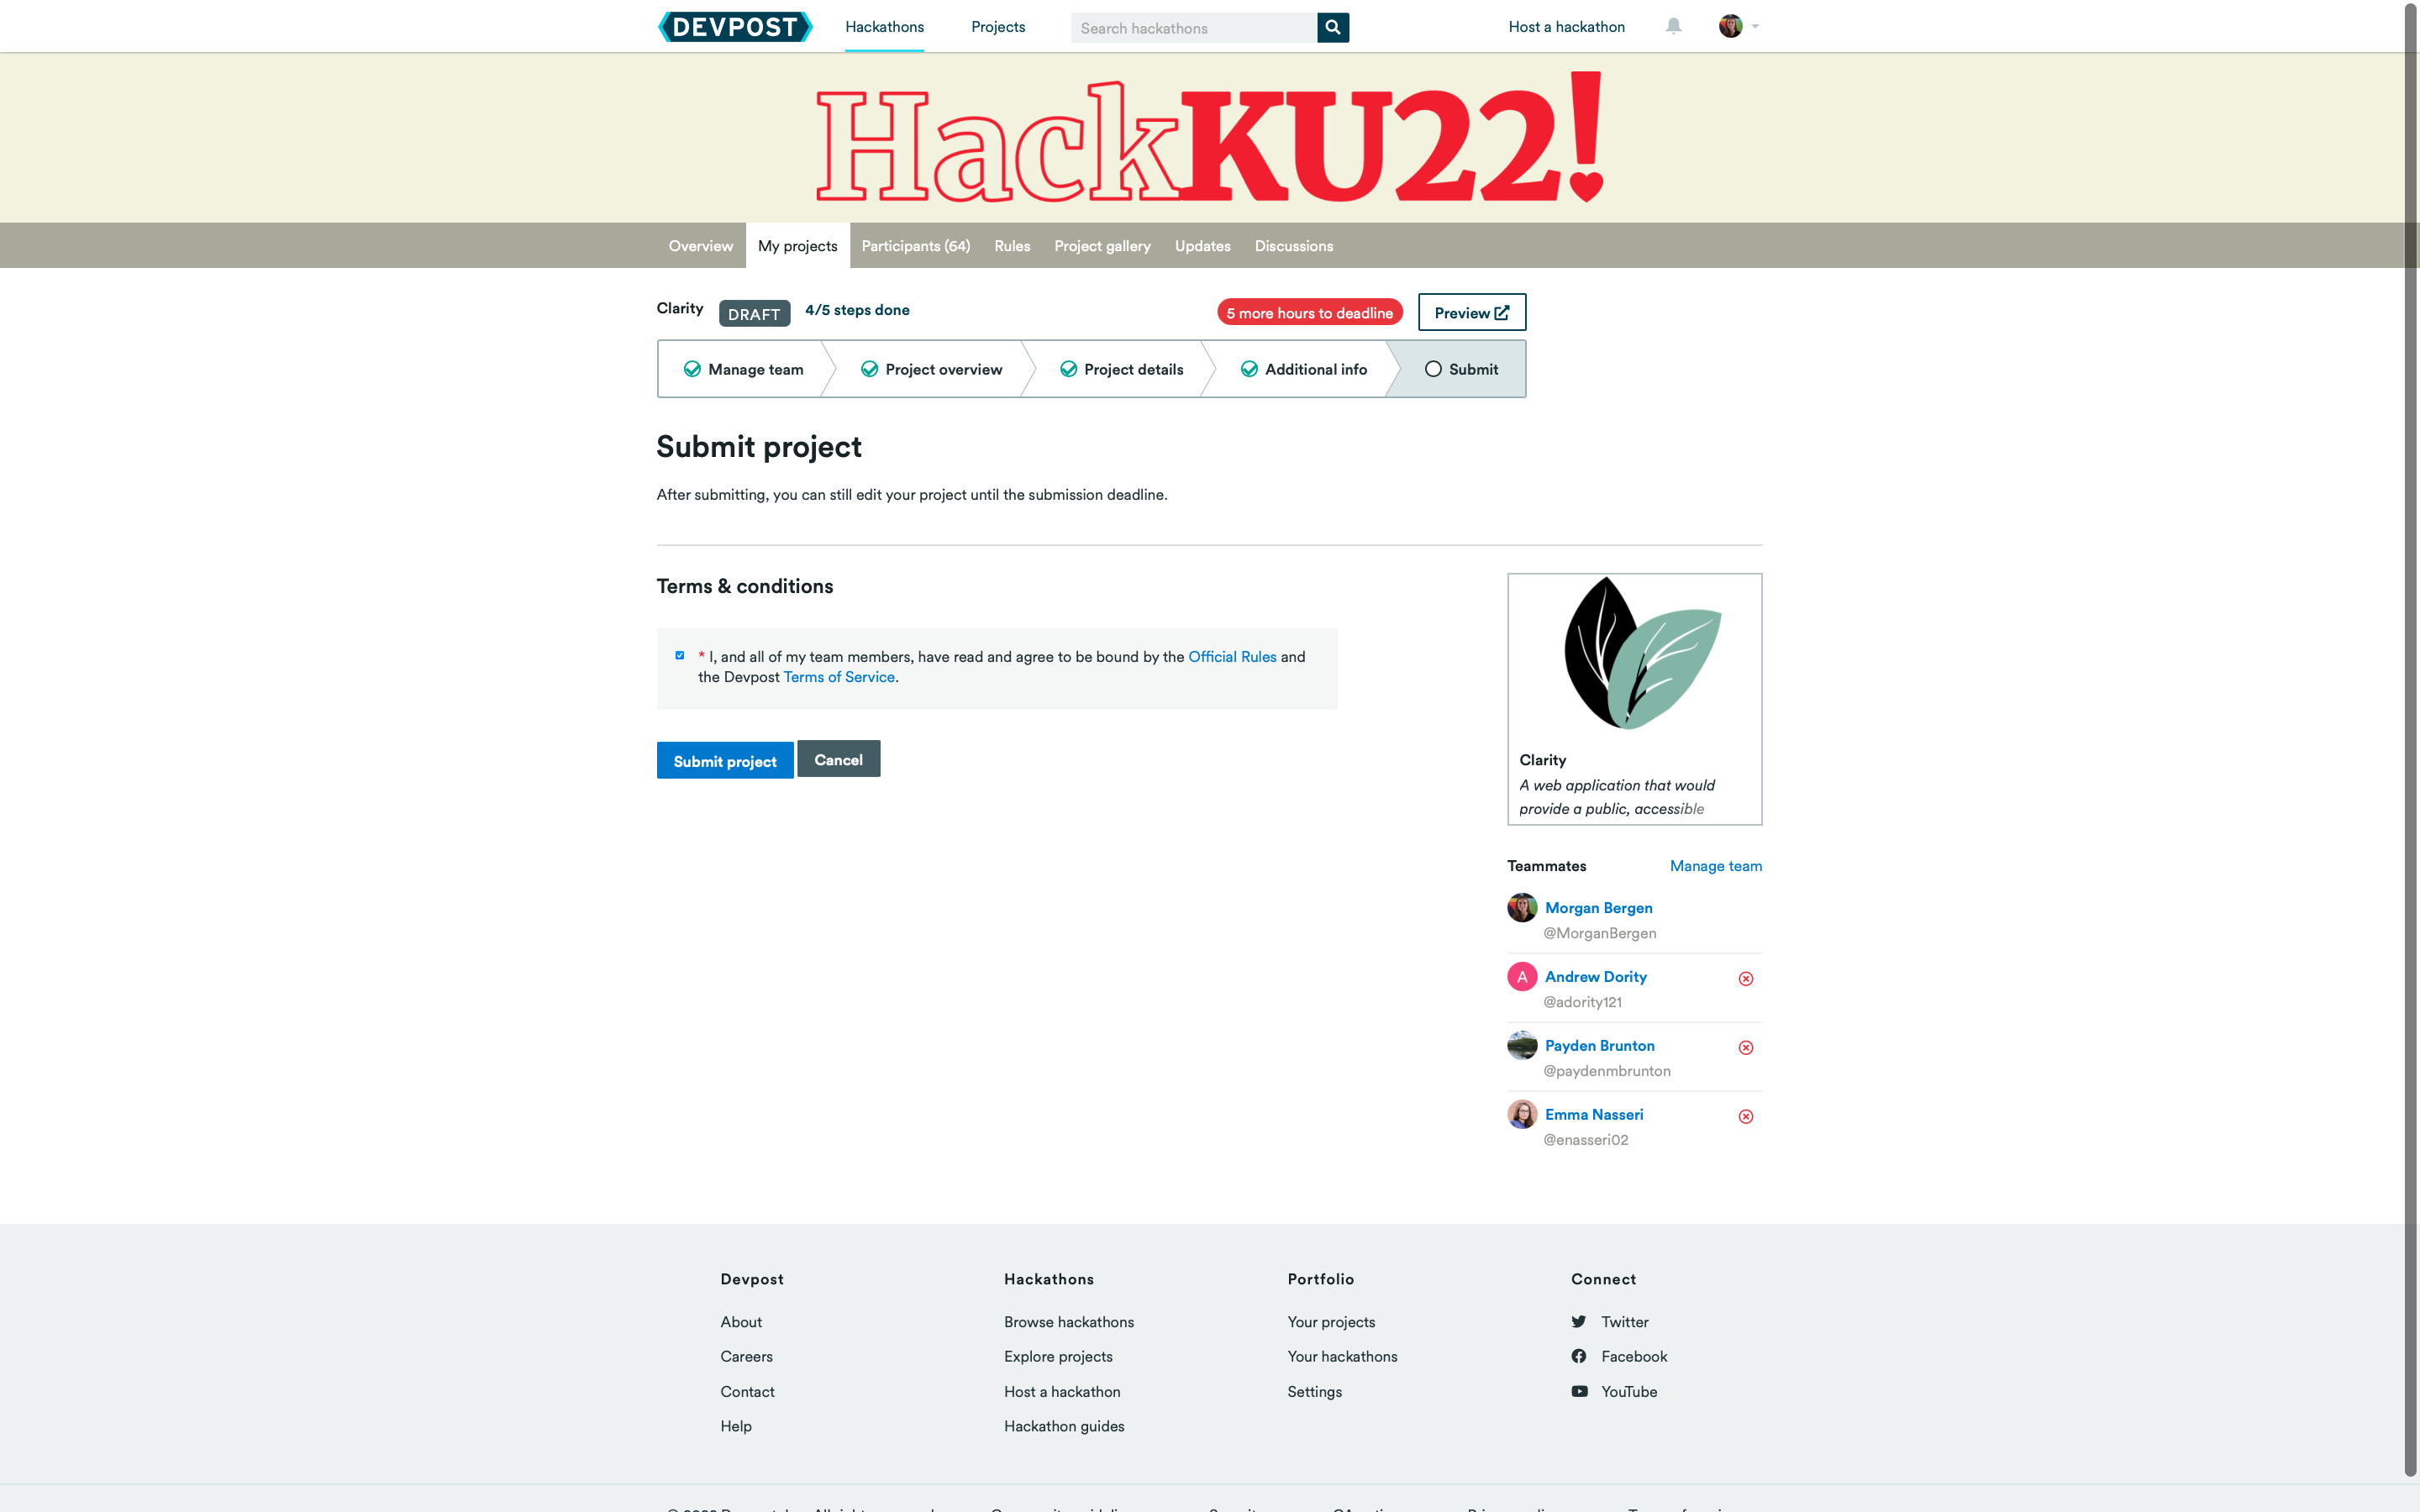 DEVPOST
Hackathons
Projects
Search hackathons
Host a hackathon
HackKU22!
Overview
My projects
Participants (64)
Rules
Project gallery
Updates
Discussions
Clarity
DRAFT
4/5 steps done
5 more hours to deadline
Preview
Manage team
Project overview
Project details
Additional info
Submit
Submit project
After submitting, you can still edit your project until the submission deadline.
Terms & conditions
* I, and all of my team members, have read and agree to be bound by the Official Rules and
the Devpost Terms of Service.
Submit project
Cancel
Clarity
A web application that would
provide a public, accessible
Teammates
Manage team
Morgan Bergen
@MorganBergen
A
Andrew Dority
@adority121
Payden Brunton
@paydenmbrunton
Emma Nasseri
@enasseri02
Devpost
About
Careers
Contact
Help
Hackathons
Browse hackathons
Explore projects
Host a hackathon
Hackathon guides
Portfolio
Your projects
Your hackathons
Settings
Connect
Twitter
Facebook
YouTube